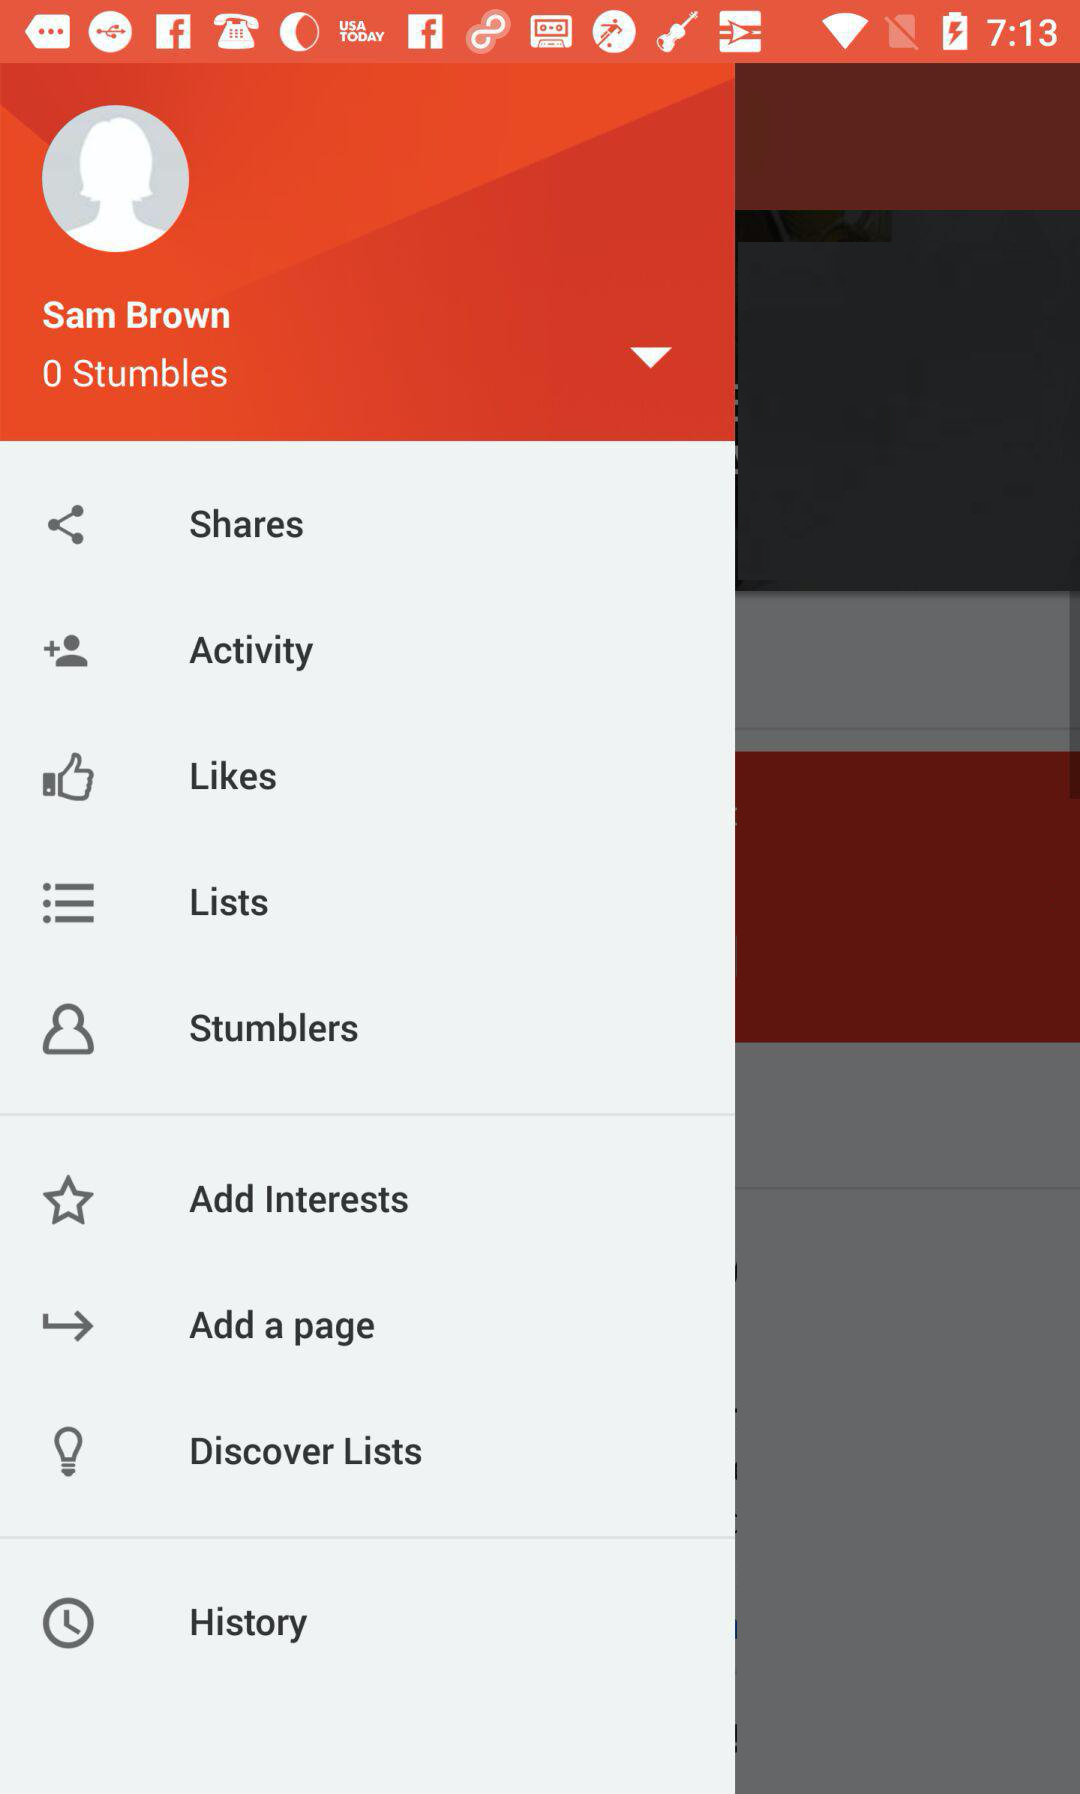 USA
TODAY
7:13
Sam Brown
0 Stumbles
Shares
Activity
Likes
Lists
Stumblers
Add Interests
Add a page
Discover Lists
History